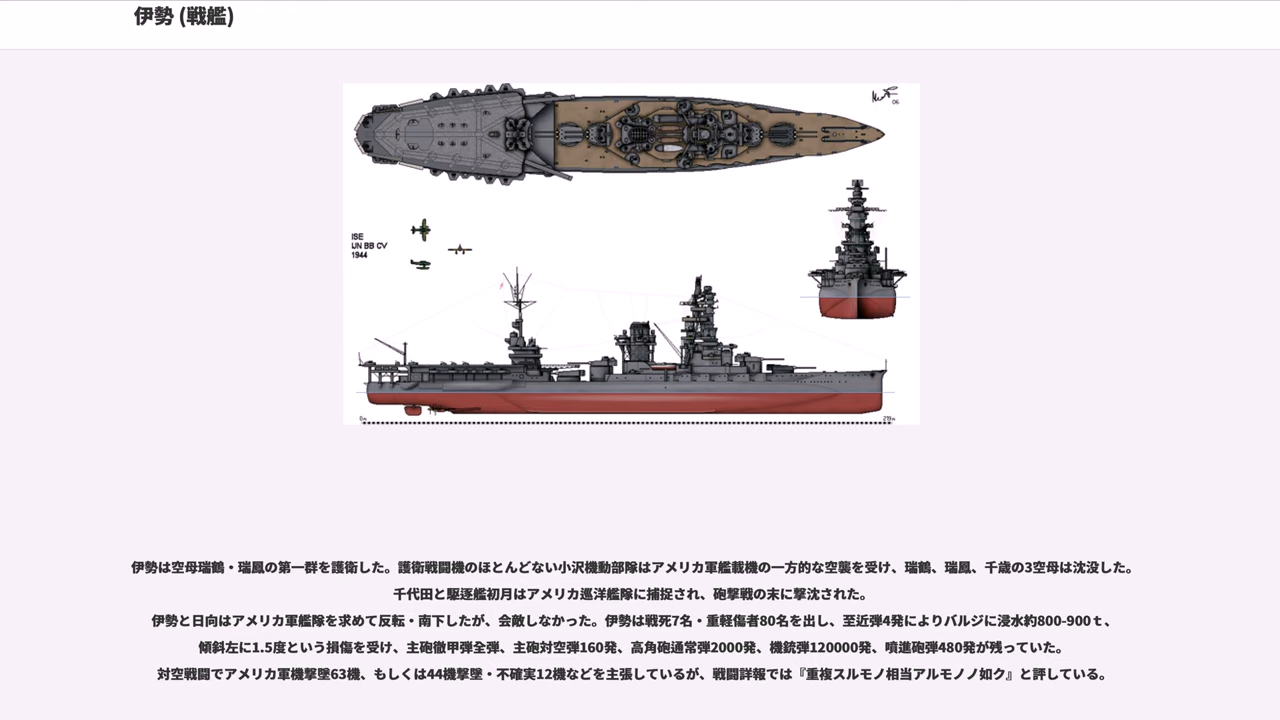 伊勢 (戦艦)
06
ISE
IJN BB CV
1944
0m
219m
伊勢は空母瑞鶴・瑞鳳の第一群を護衛した。護衛戦闘機のほとんどない小沢機動部隊はアメリカ軍艦載機の一方的な空襲を受け、瑞鶴、瑞鳳、千歳の3空母は沈没した。
千代田と駆逐艦初月はアメリカ巡洋艦隊に捕捉され、砲撃戦の末に撃沈された。
伊勢と日向はアメリカ軍艦隊を求めて反転・南下したが、会敵しなかった。伊勢は戦死7名・重軽傷者80名を出し、至近弾4発によりバルジに浸水約800-900ｔ、
傾斜左に1.5度という損傷を受け、主砲徹甲弾全弾、主砲対空弾160発、高角砲通常弾2000発、機銃弾120000発、噴進砲弾480発が残っていた。
対空戦闘でアメリカ軍機撃墜63機、もしくは44機撃墜・不確実12機などを主張しているが、戦闘詳報では『重複スルモノ相当アルモノノ如ク』と評している。